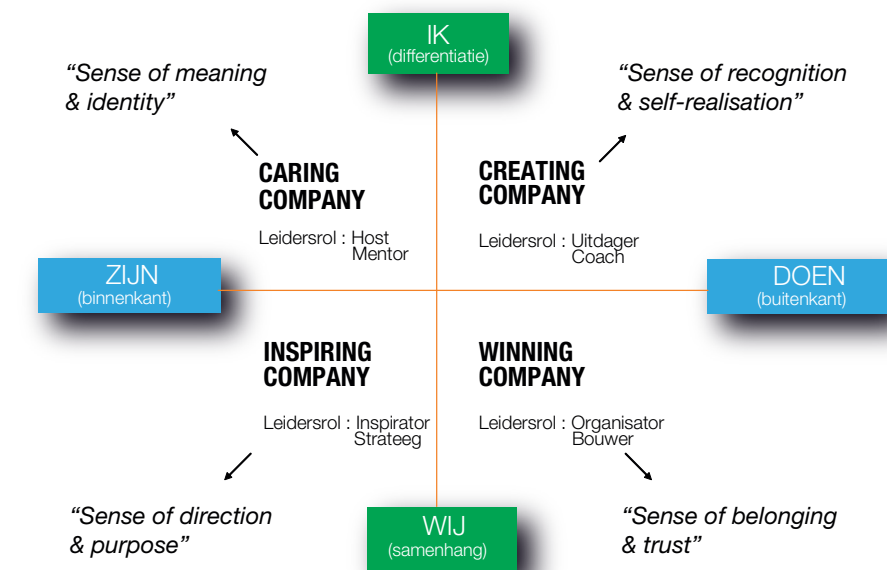 IK
(differentiatie)
“Sense of meaning
& identity”
“Sense of recognition
& self-realisation”
CARING
COMPANY
Leidersrol : Host
Mentor
CREATING
COMPANY
Leidersrol : Uitdager
Coach
ZIJN
(binnenkant)
DOEN
(buitenkant)
INSPIRING
COMPANY
Leidersrol : Inspirator
Strateeg
WINNING
COMPANY
Leidersrol : Organisator
Bouwer
“Sense of direction
& purpose”
WIJ
(samenhang)
“Sense of belonging
& trust”